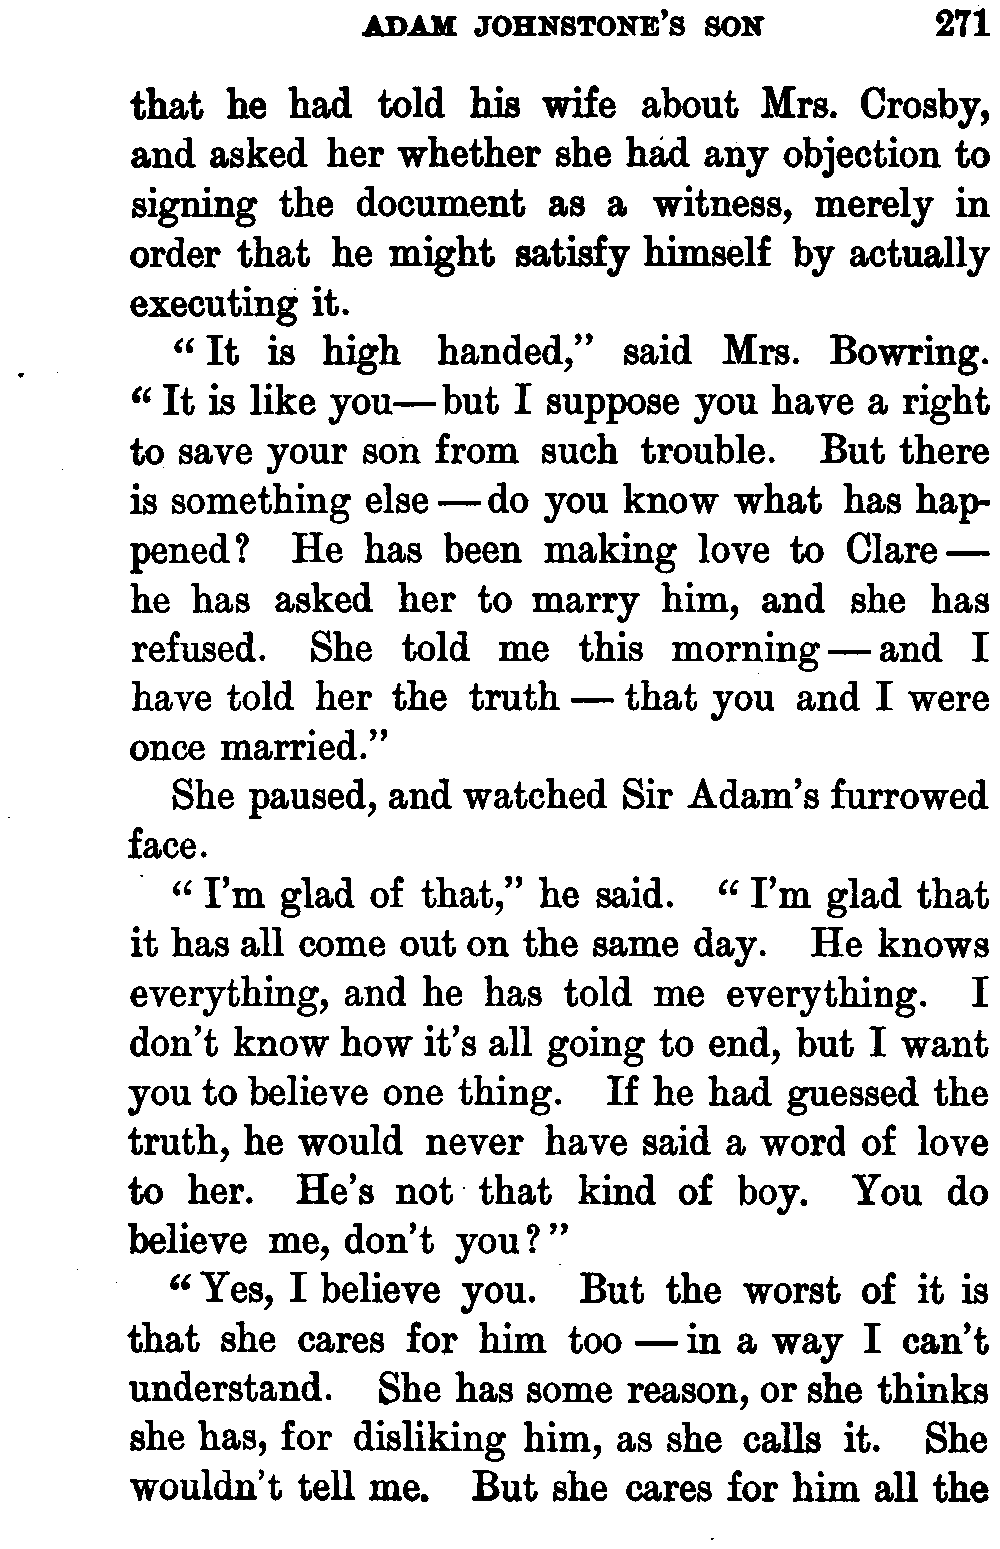 ADAM JOHNSTONE'S SON 271
that he had told his wife about Mrs. Crosby,
and asked her whether she had any objection to
signing the document as a witness, merely in
order that he might satisfy himself by actually
executing it.
“It is high handed,” said Mrs. Bowring.
“It is like you—but I suppose you have a right
to save your son from such trouble. But there
is something else—do you know what has hap-
pened? He has been making love to Clare—
he has asked her to marry him, and she has
refused. She told me this morning—and I
have told her the truth—that you and I were
once married.”
She paused, and watched Sir Adam's furrowed
face.
“I'm glad of that,” he said. “I'm glad that
it has all come out on the same day. He knows
everything, and he has told me everything. I
don't know how it's all going to end, but I want
you to believe one thing. If he had guessed the
truth, he would never have said a word of love
to her. He's not that kind of boy. You do
believe me, don't you?”
“Yes, I believe you. But the worst of it is
that she cares for him too—in a way I can't
understand. She has some reason, or she thinks
she has, for disliking him, as she calls it. She
wouldn't tell me. But she cares for him all the